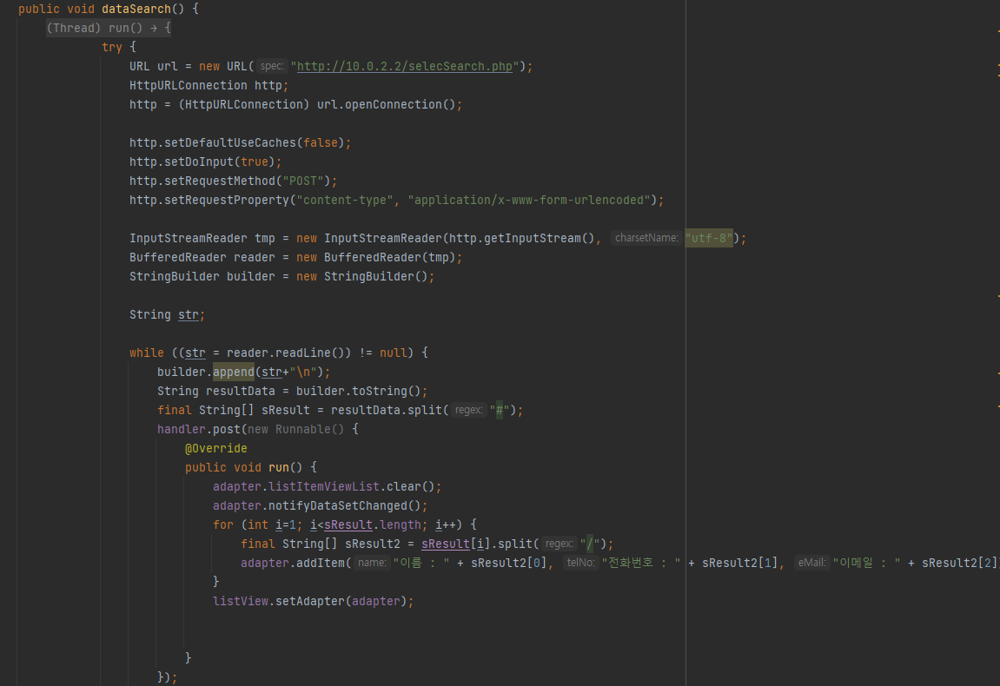 public void dataSearch() {
(Thread) run() → {
try {
URL url = new URL( spec: "http://10.0.2.2/selecSearch.php");
HttpURLConnection http;
http = (HttpURLConnection) url.openConnection();
http.setDefaultUseCaches(false);
http.setDoInput(true);
http.setRequestMethod("POST");
http.setRequestProperty("content-type", "application/x-www-form-urlencoded");
InputStreamReader tmp = new InputStreamReader(http.getInputStream(), charsetName: "utf-8");
BufferedReader reader = new BufferedReader(tmp);
StringBuilder builder = new StringBuilder();
String str;
while ((str = reader.readLine()) != null) {
builder.append(str+"\n");
String resultData = builder.toString();
final String[] sResult = resultData.split( regex: "#");
handler.post(new Runnable() {
@Override
public void run() {
adapter.listItemViewList.clear();
adapter.notifyDataSetChanged();
for (int i=1; i<sResult.length; i++) {
final String[] sResult2 = sResult[i].split( regex: "/");
adapter.addItem( name: "이름 : " + sResult2[0], telNo: "전화번호 : " + sResult2[1], eMail: "이메일 : " + sResult2[2]
}
listView.setAdapter(adapter);
}
});